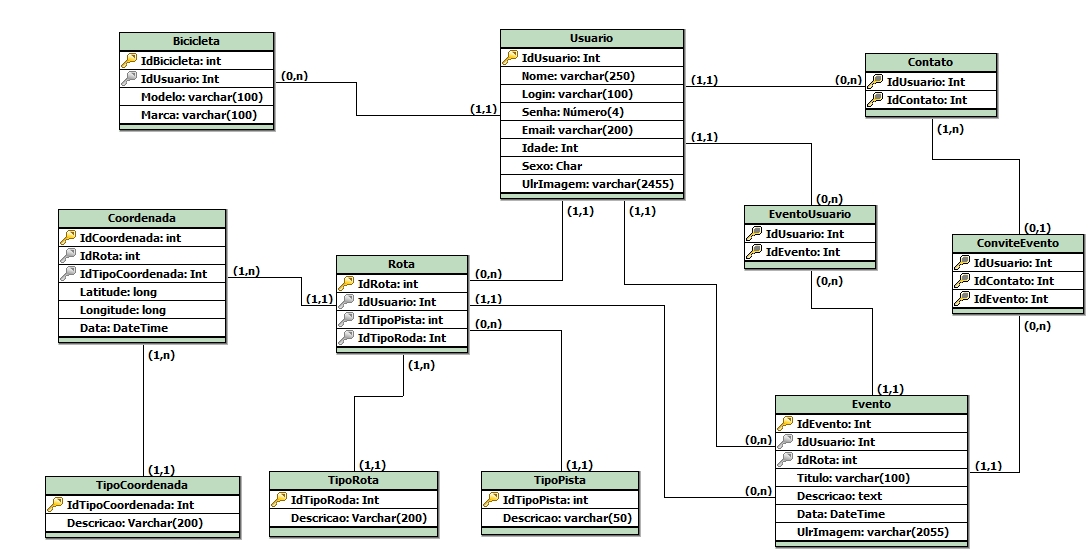 Bicicleta
IdBicicleta: int
IdUsuario: Int
Modelo: varchar(100)
Marca: varchar(100)
(0,n)
(1,1)
Usuario
IdUsuario: Int
Nome: varchar(250)
Login: varchar(100)
Senha: Número(4)
Email: varchar(200)
Idade: Int
Sexo: Char
UlrImagem: varchar(2455)
(1,1)
(0,n)
Contato
IdUsuario: Int
IdContato: Int
(1,n)
(1,1)
(0,n)
EventoUsuario
IdUsuario: Int
IdEvento: Int
(0,n)
(0,1)
ConviteEvento
IdUsuario: Int
IdContato: Int
IdEvento: Int
(0,n)
(1,1)
(1,1)
Coordenada
IdCoordenada: int
IdRota: int
IdTipoCoordenada: Int
Latitude: long
Longitude: long
Data: DateTime
(1,n)
(1,1)
(1,n)
Rota
IdRota: int
IdUsuario: Int
IdTipoPista: int
IdTipoRoda: Int
(0,n)
(1,1)
(0,n)
(1,n)
(1,1)
Evento
IdEvento: Int
IdUsuario: Int
IdRota: int
Titulo: varchar(100)
Descricao: text
Data: DateTime
UlrImagem: varchar(2055)
(0,n)
(0,n)
(1,1)
(1,1)
TipoCoordenada
IdTipoCoordenada: Int
Descricao: Varchar(200)
(1,1)
TipoRota
IdTipoRoda: Int
Descricao: Varchar(200)
(1,1)
TipoPista
IdTipoPista: int
Descricao: varchar(50)